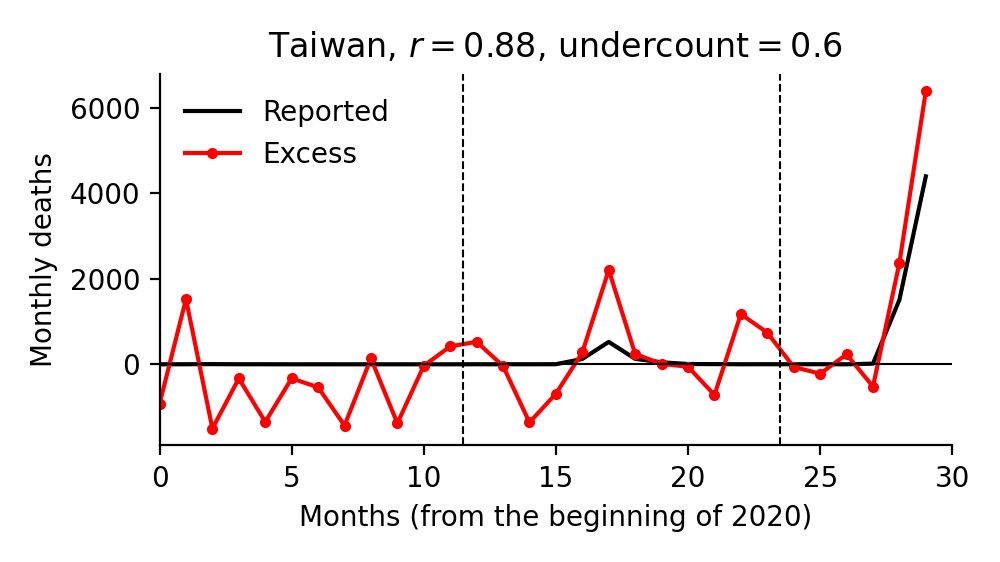 Taiwan, r = 0.88, undercount = 0.6
Reported
Excess
Monthly deaths
6000
4000
2000
0
0 5 10 15 20 25 30
Months (from the beginning of 2020)